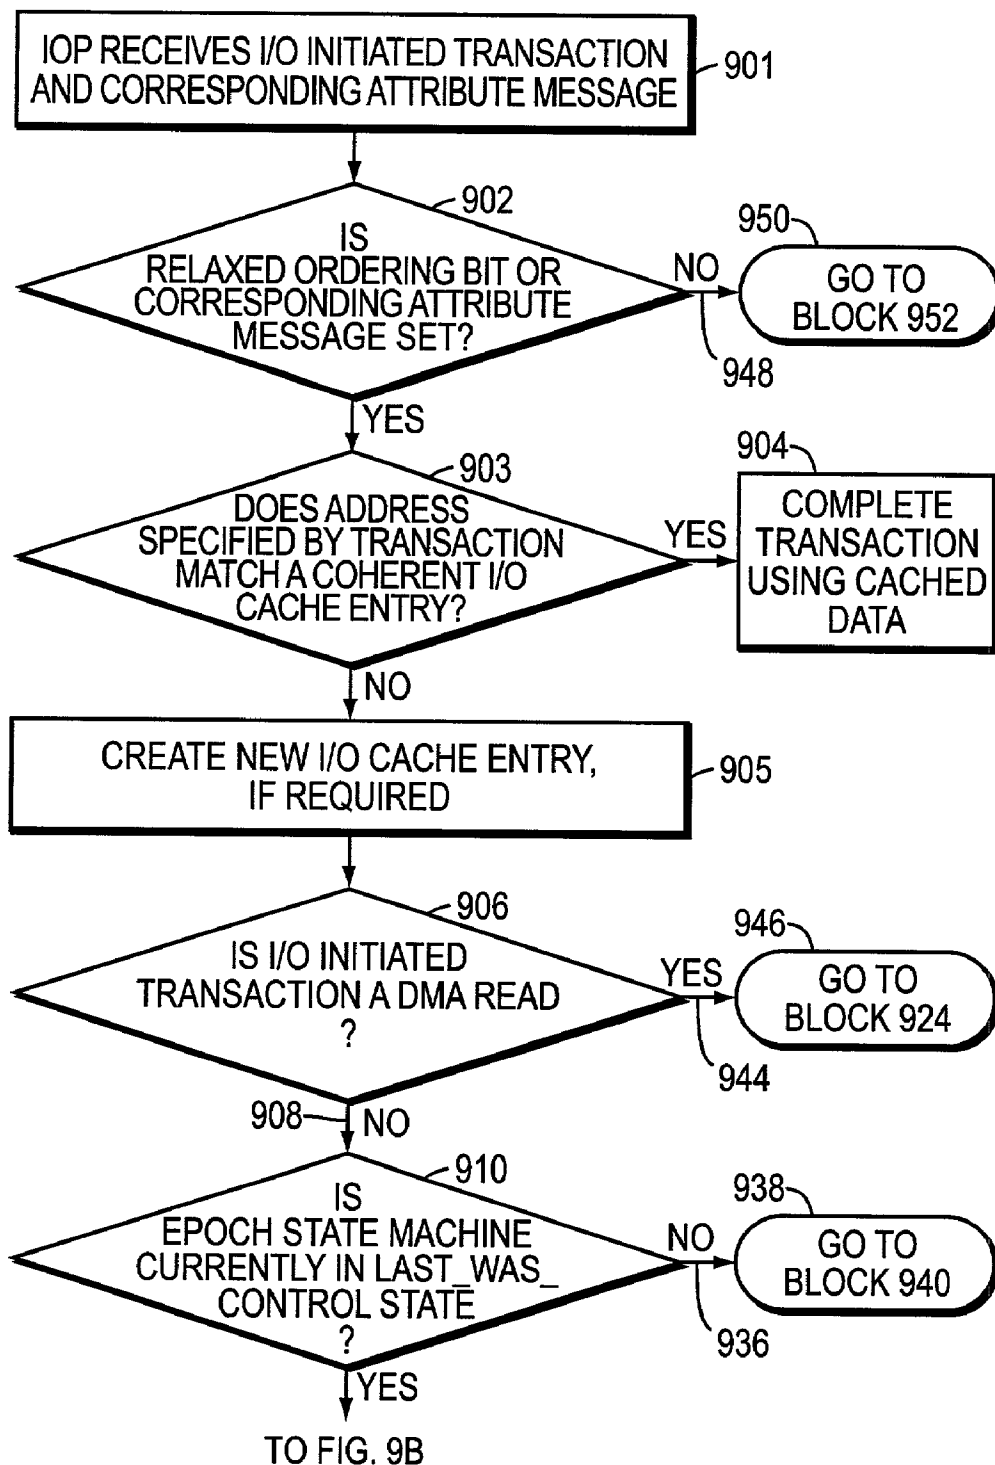 IOP RECEIVES I/O INITIATED TRANSACTION
AND CORRESPONDING ATTRIBUTE MESSAGE
901
902
IS
RELAXED ORDERING BIT OR
CORRESPONDING ATTRIBUTE
MESSAGE SET?
NO
948
950
GO TO
BLOCK 952
YES
903
DOES ADDRESS
SPECIFIED BY TRANSACTION
MATCH A COHERENT I/O
CACHE ENTRY?
YES
904
COMPLETE
TRANSACTION
USING CACHED
DATA
NO
CREATE NEW I/O CACHE ENTRY,
IF REQUIRED
905
906
IS I/O INITIATED
TRANSACTION A DMA READ
?
YES
944
946
GO TO
BLOCK 924
908
NO
910
IS
EPOCH STATE MACHINE
CURRENTLY IN LAST_WAS_
CONTROL STATE
?
NO
936
938
GO TO
BLOCK 940
YES
TO FIG. 9B